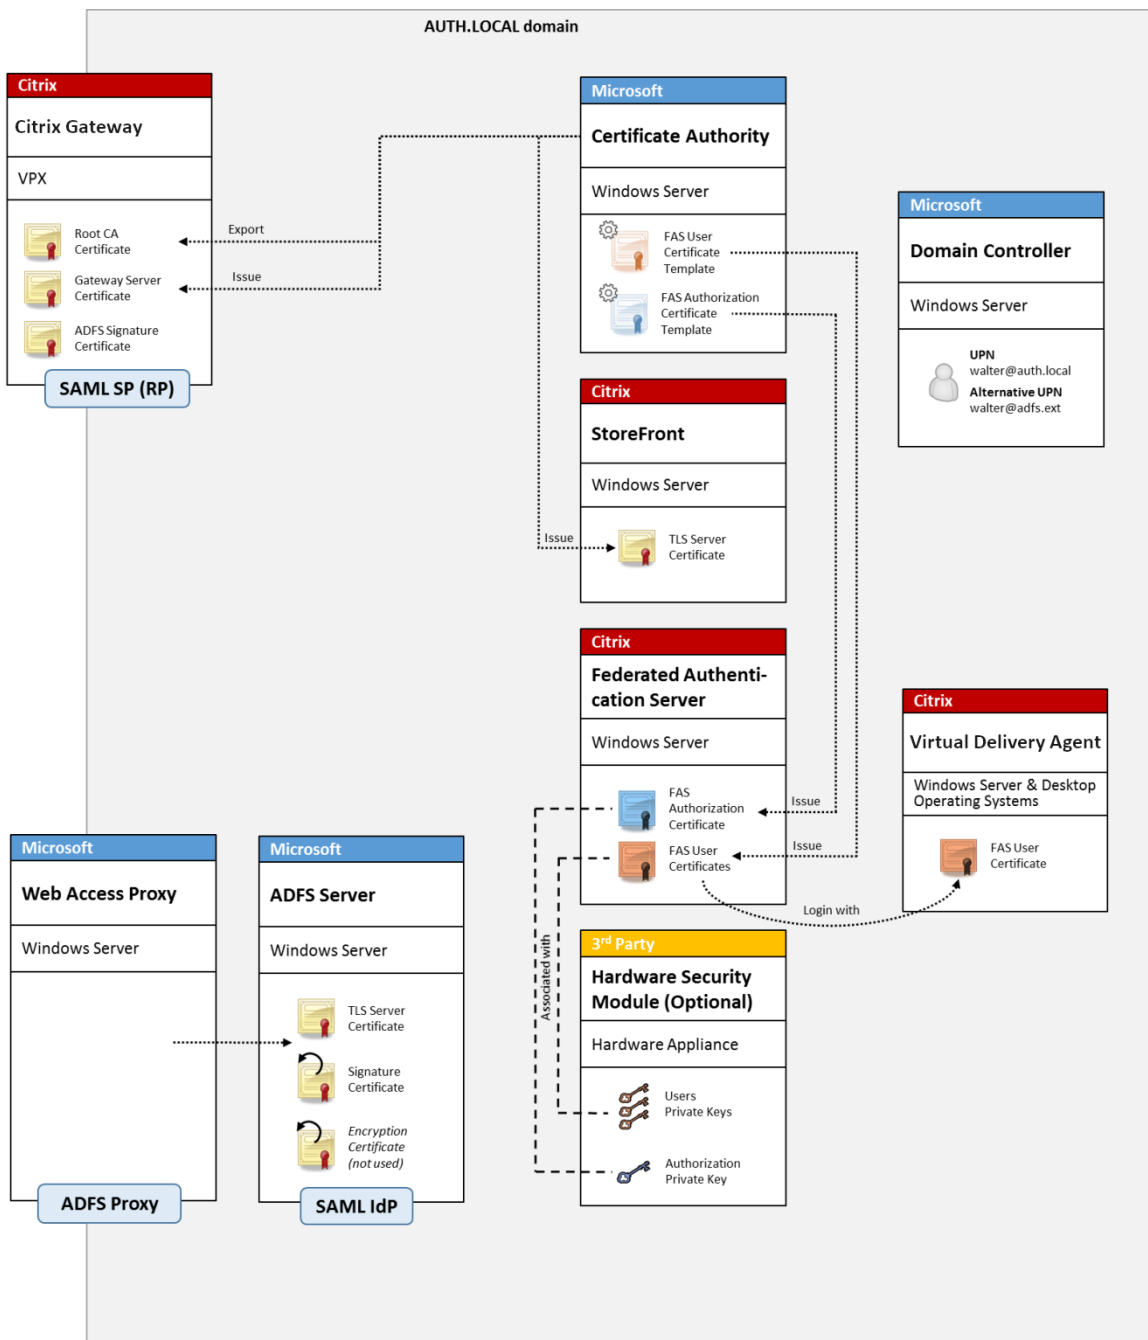 AUTH.LOCAL domain
Citrix
Citrix Gateway
VPX
Root CA
Certificate
Gateway Server
Certificate
ADFS Signature
Certificate
SAML SP (RP)
Export
Issue
Microsoft
Certificate Authority
Windows Server
FAS User
Certificate
Template
FAS Authorization
Certificate
Template
Microsoft
Domain Controller
Windows Server
UPN
walter@auth.local
Alternative UPN
walter@adfs.ext
Citrix
StoreFront
Windows Server
Issue
TLS Server
Certificate
Citrix
Federated Authenti-
cation Server
Windows Server
FAS
Authorization
Certificate
FAS User
Certificates
Issue
Issue
Login with
Citrix
Virtual Delivery Agent
Windows Server & Desktop
Operating Systems
FAS User
Certificate
Microsoft
Web Access Proxy
Windows Server
ADFS Proxy
Microsoft
ADFS Server
Windows Server
TLS Server
Certificate
Signature
Certificate
Encryption
Certificate
(not used)
SAML IdP
Associated with
3rd Party
Hardware Security
Module (Optional)
Hardware Appliance
Users
Private Keys
Authorization
Private Key